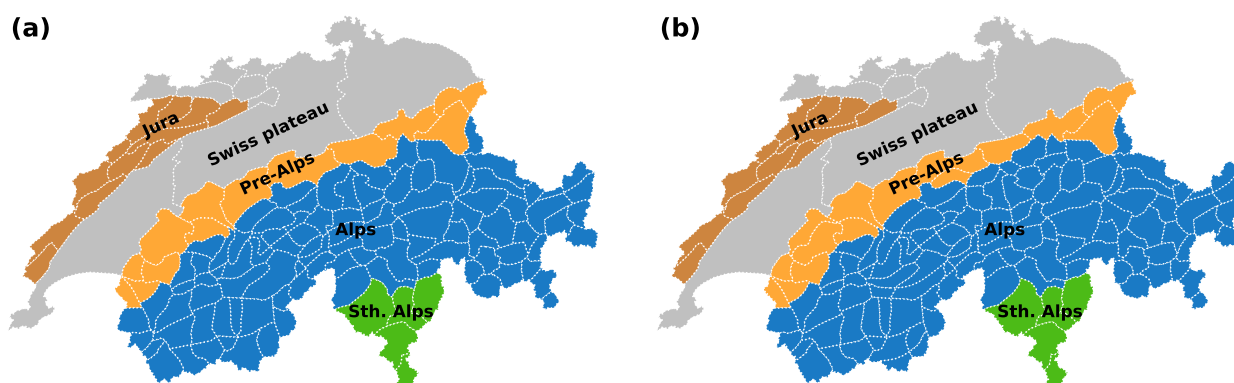 (a)
Jura
Swiss plateau
Pre-Alps
Alps
Sth. Alps
(b)
Jura
Swiss plateau
Pre-Alps
Alps
Sth. Alps